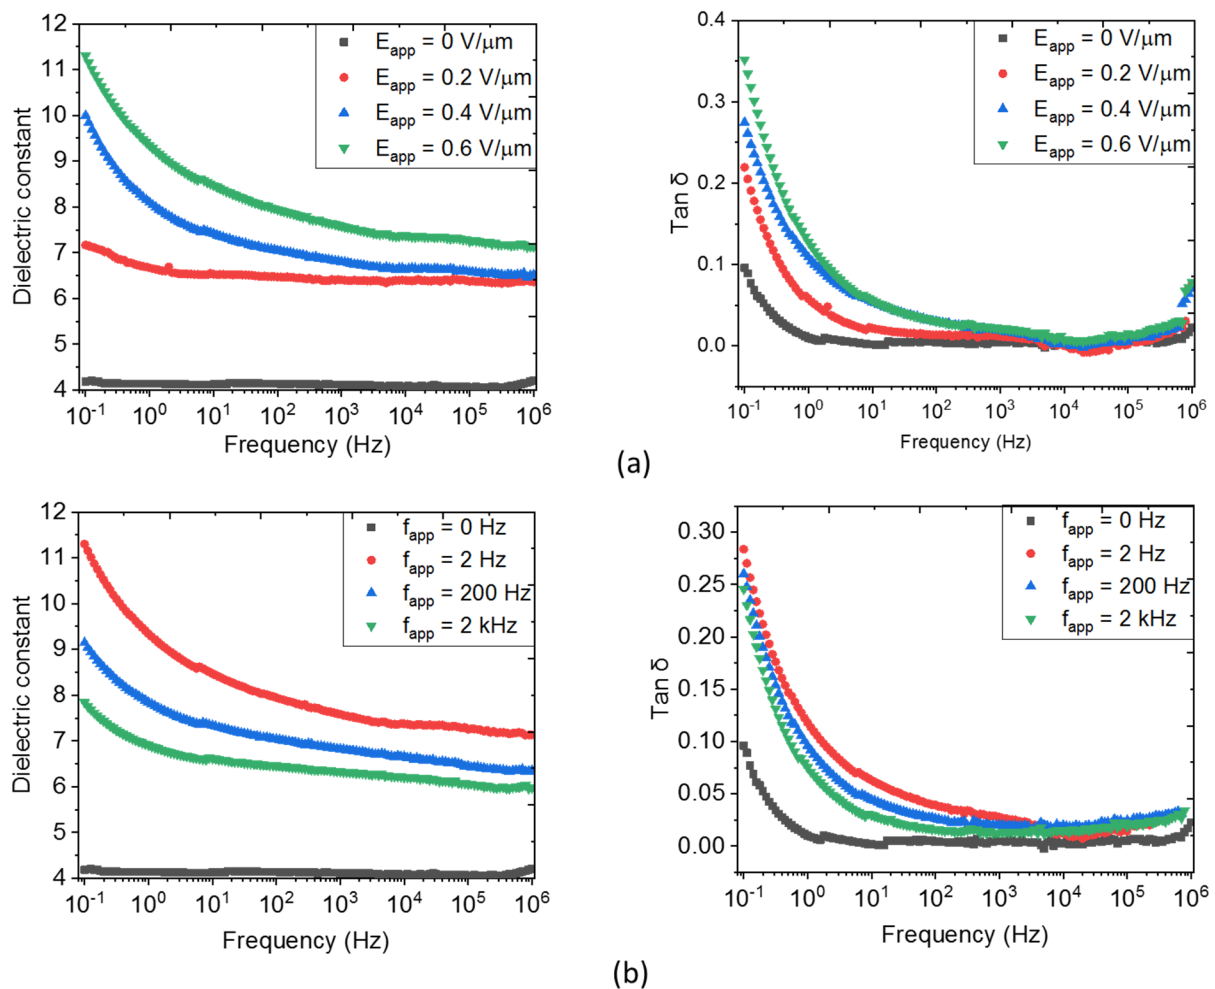 12
11
10
9
8
7
6
5
4
Dielectric constant
E_app = 0 V/μm
E_app = 0.2 V/μm
E_app = 0.4 V/μm
E_app = 0.6 V/μm
10^-1 10^0 10^1 10^2 10^3 10^4 10^5 10^6
Frequency (Hz)
0.4
0.3
0.2
0.1
0.0
Tan δ
E_app = 0 V/μm
E_app = 0.2 V/μm
E_app = 0.4 V/μm
E_app = 0.6 V/μm
10^-1 10^0 10^1 10^2 10^3 10^4 10^5 10^6
Frequency (Hz)
(a)
12
11
10
9
8
7
6
5
4
Dielectric constant
f_app = 0 Hz
f_app = 2 Hz
f_app = 200 Hz
f_app = 2 kHz
10^-1 10^0 10^1 10^2 10^3 10^4 10^5 10^6
Frequency (Hz)
0.30
0.25
0.20
0.15
0.10
0.05
0.00
Tan δ
f_app = 0 Hz
f_app = 2 Hz
f_app = 200 Hz
f_app = 2 kHz
10^-1 10^0 10^1 10^2 10^3 10^4 10^5 10^6
Frequency (Hz)
(b)